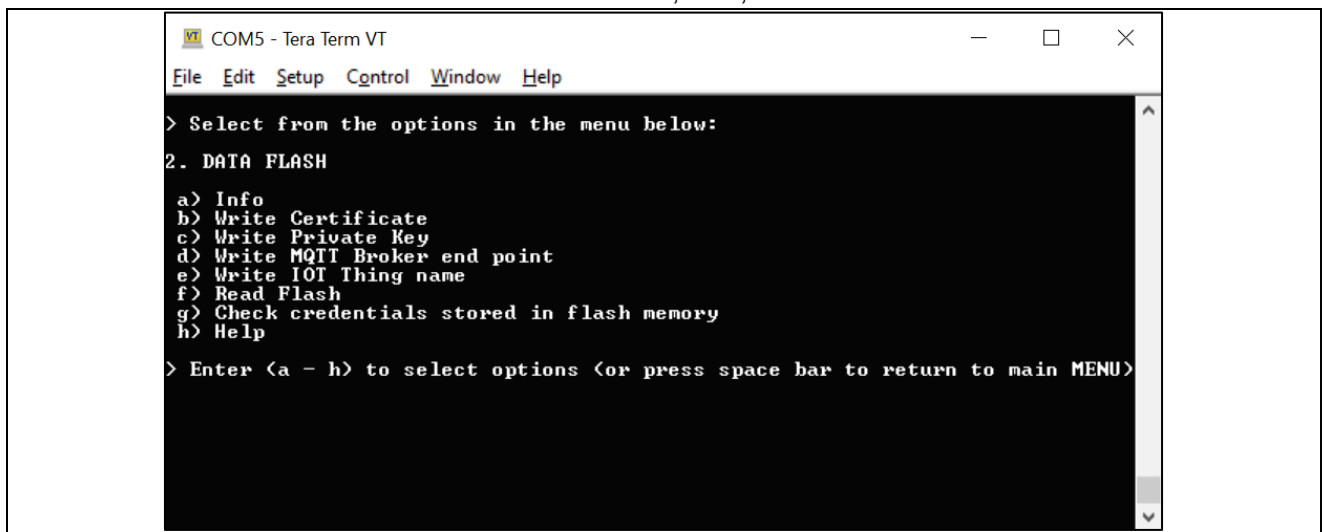 COM5 - Tera Term VT
File Edit Setup Control Window Help
> Select from the options in the menu below:
2. DATA FLASH
a) Info
b) Write Certificate
c) Write Private Key
d) Write MQTT Broker end point
e) Write IOT Thing name
f) Read Flash
g) Check credentials stored in flash memory
h) Help
> Enter (a - h) to select options (or press space bar to return to main MENU)